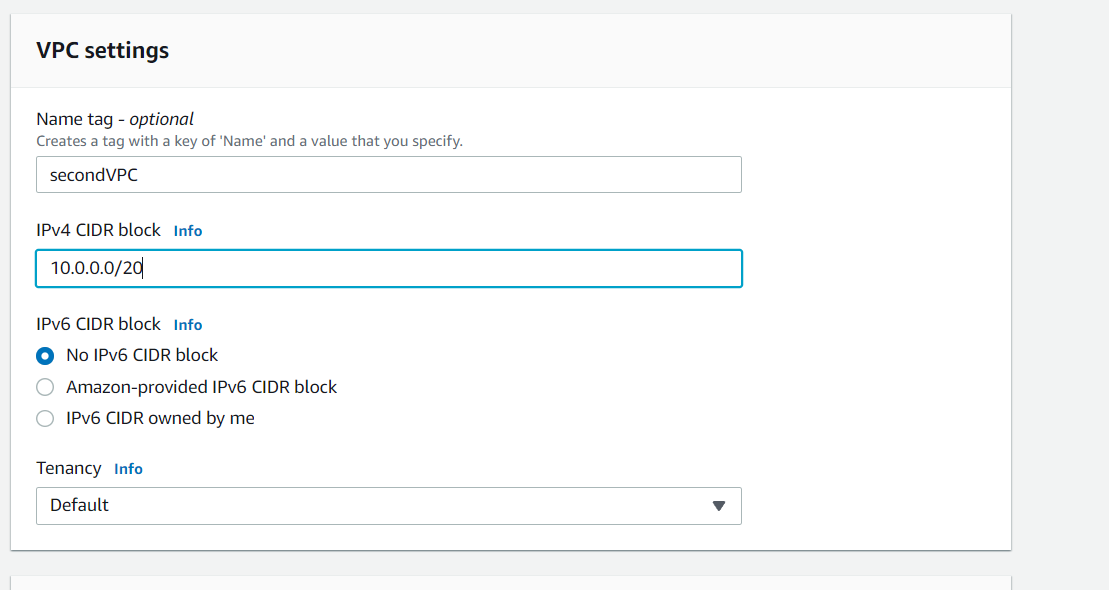 VPC settings
Name tag - optional
Creates a tag with a key of 'Name' and a value that you specify.
secondVPC
IPv4 CIDR block Info
10.0.0.0/20
IPv6 CIDR block Info
No IPv6 CIDR block
Amazon-provided IPv6 CIDR block
IPv6 CIDR owned by me
Tenancy Info
Default